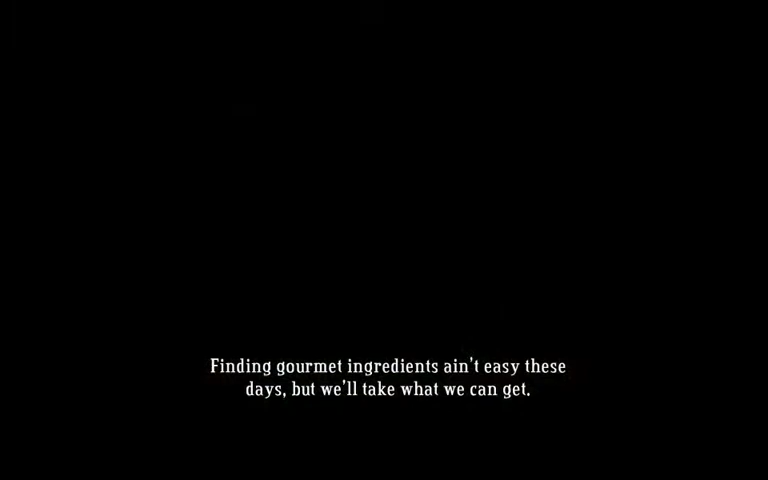 Finding gourmet ingredients ain't easy these
days, but we'll take what we can get.